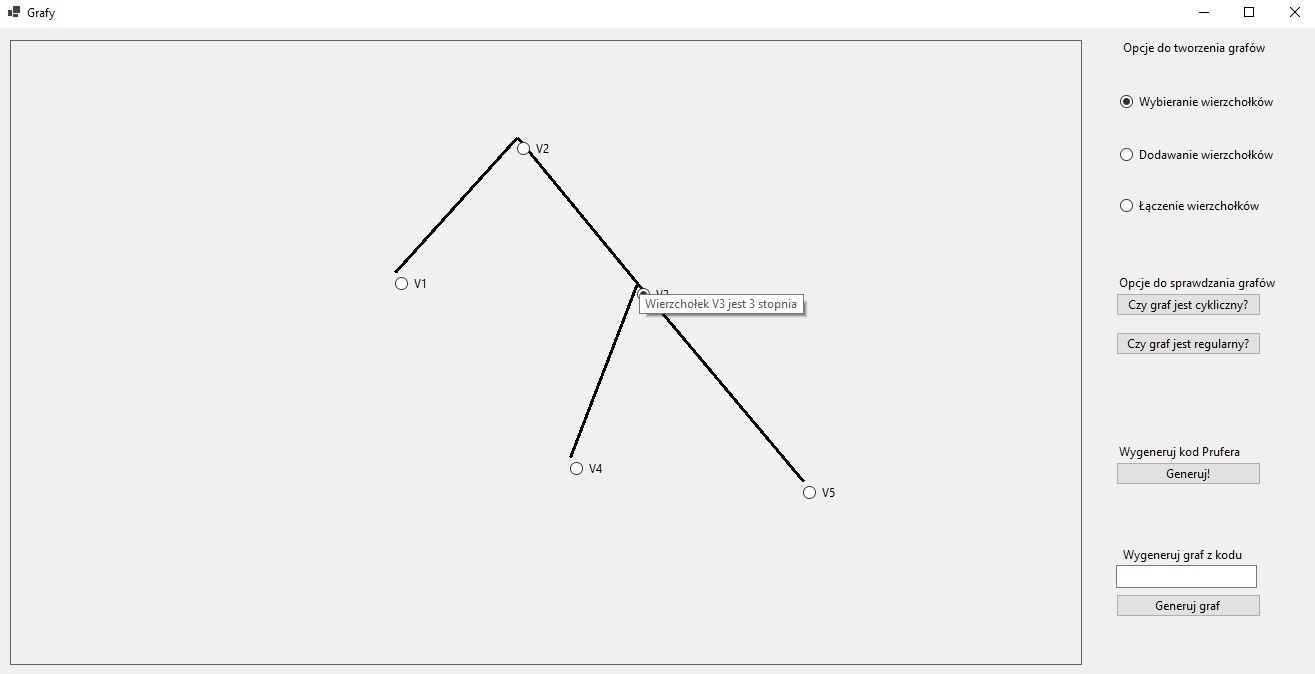 Grafy
V2
V1
Wierzchołek V3 jest 3 stopnia
V4
V5
Opcje do tworzenia grafów
Wybieranie wierzchołków
Dodawanie wierzchołków
Łączenie wierzchołków
Opcje do sprawdzania grafów
Czy graf jest cykliczny?
Czy graf jest regularny?
Wygeneruj kod Prufera
Generuj!
Wygeneruj graf z kodu
Generuj graf